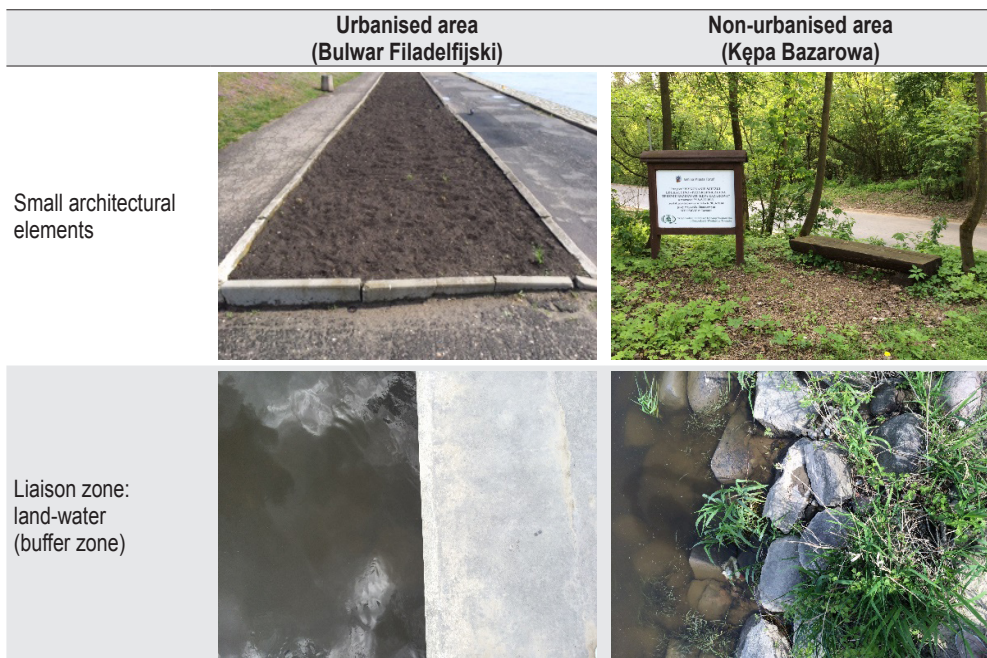 Urbanised area
(Bulwar Filadelfijski)
Non-urbanised area
(Kępa Bazarowa)
Small architectural
elements
Liaison zone:
land-water
(buffer zone)